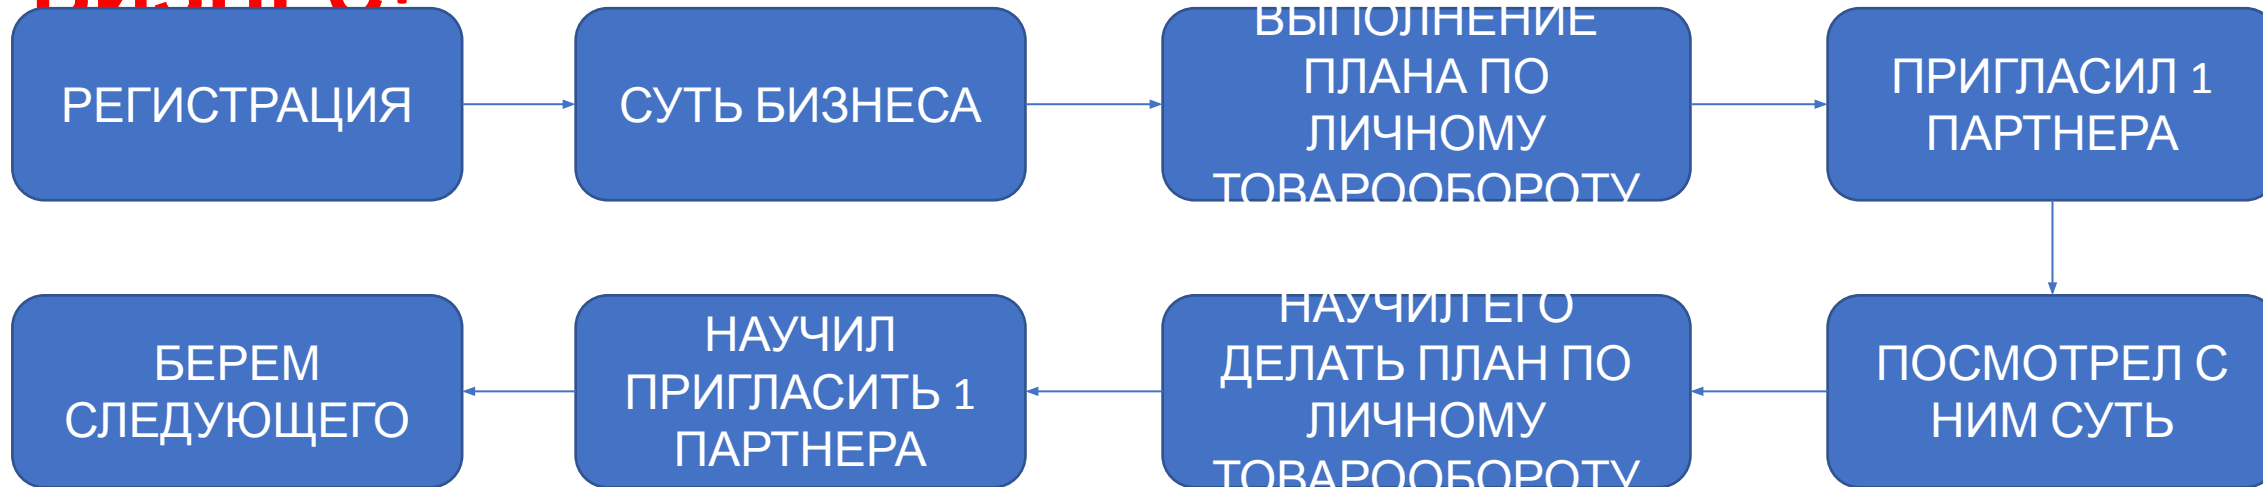 РЕГИСТРАЦИЯ
СУТЬ БИЗНЕСА
ВЫПОЛНЕНИЕ
ПЛАНА ПО
ЛИЧНОМУ
ТОВАРООБОРОТУ
ПРИГЛАСИЛ 1
ПАРТНЕРА
ПОСМОТРЕЛ С
НИМ СУТЬ
НАУЧИЛ ЕГО
ДЕЛАТЬ ПЛАН ПО
ЛИЧНОМУ
ТОВАРООБОРОТУ
НАУЧИЛ
ПРИГЛАСИТЬ 1
ПАРТНЕРА
БЕРЕМ
СЛЕДУЮЩЕГО